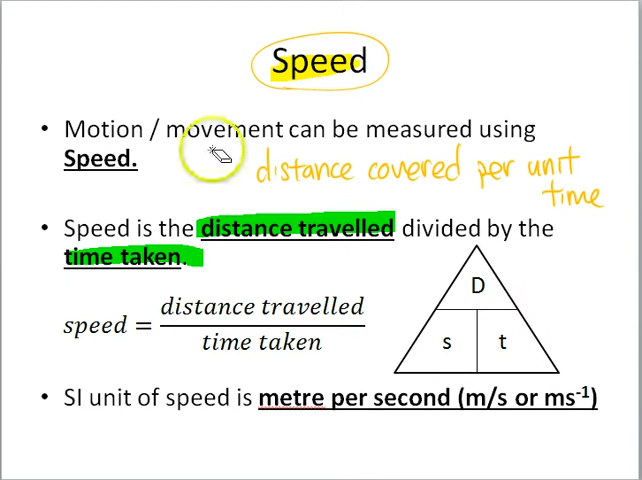 Speed
• Motion / movement can be measured using
Speed.
distance covered per unit
time
• Speed is the distance travelled divided by the
time taken.
D
s t
speed = distance travelled / time taken
• SI unit of speed is metre per second (m/s or ms⁻¹)